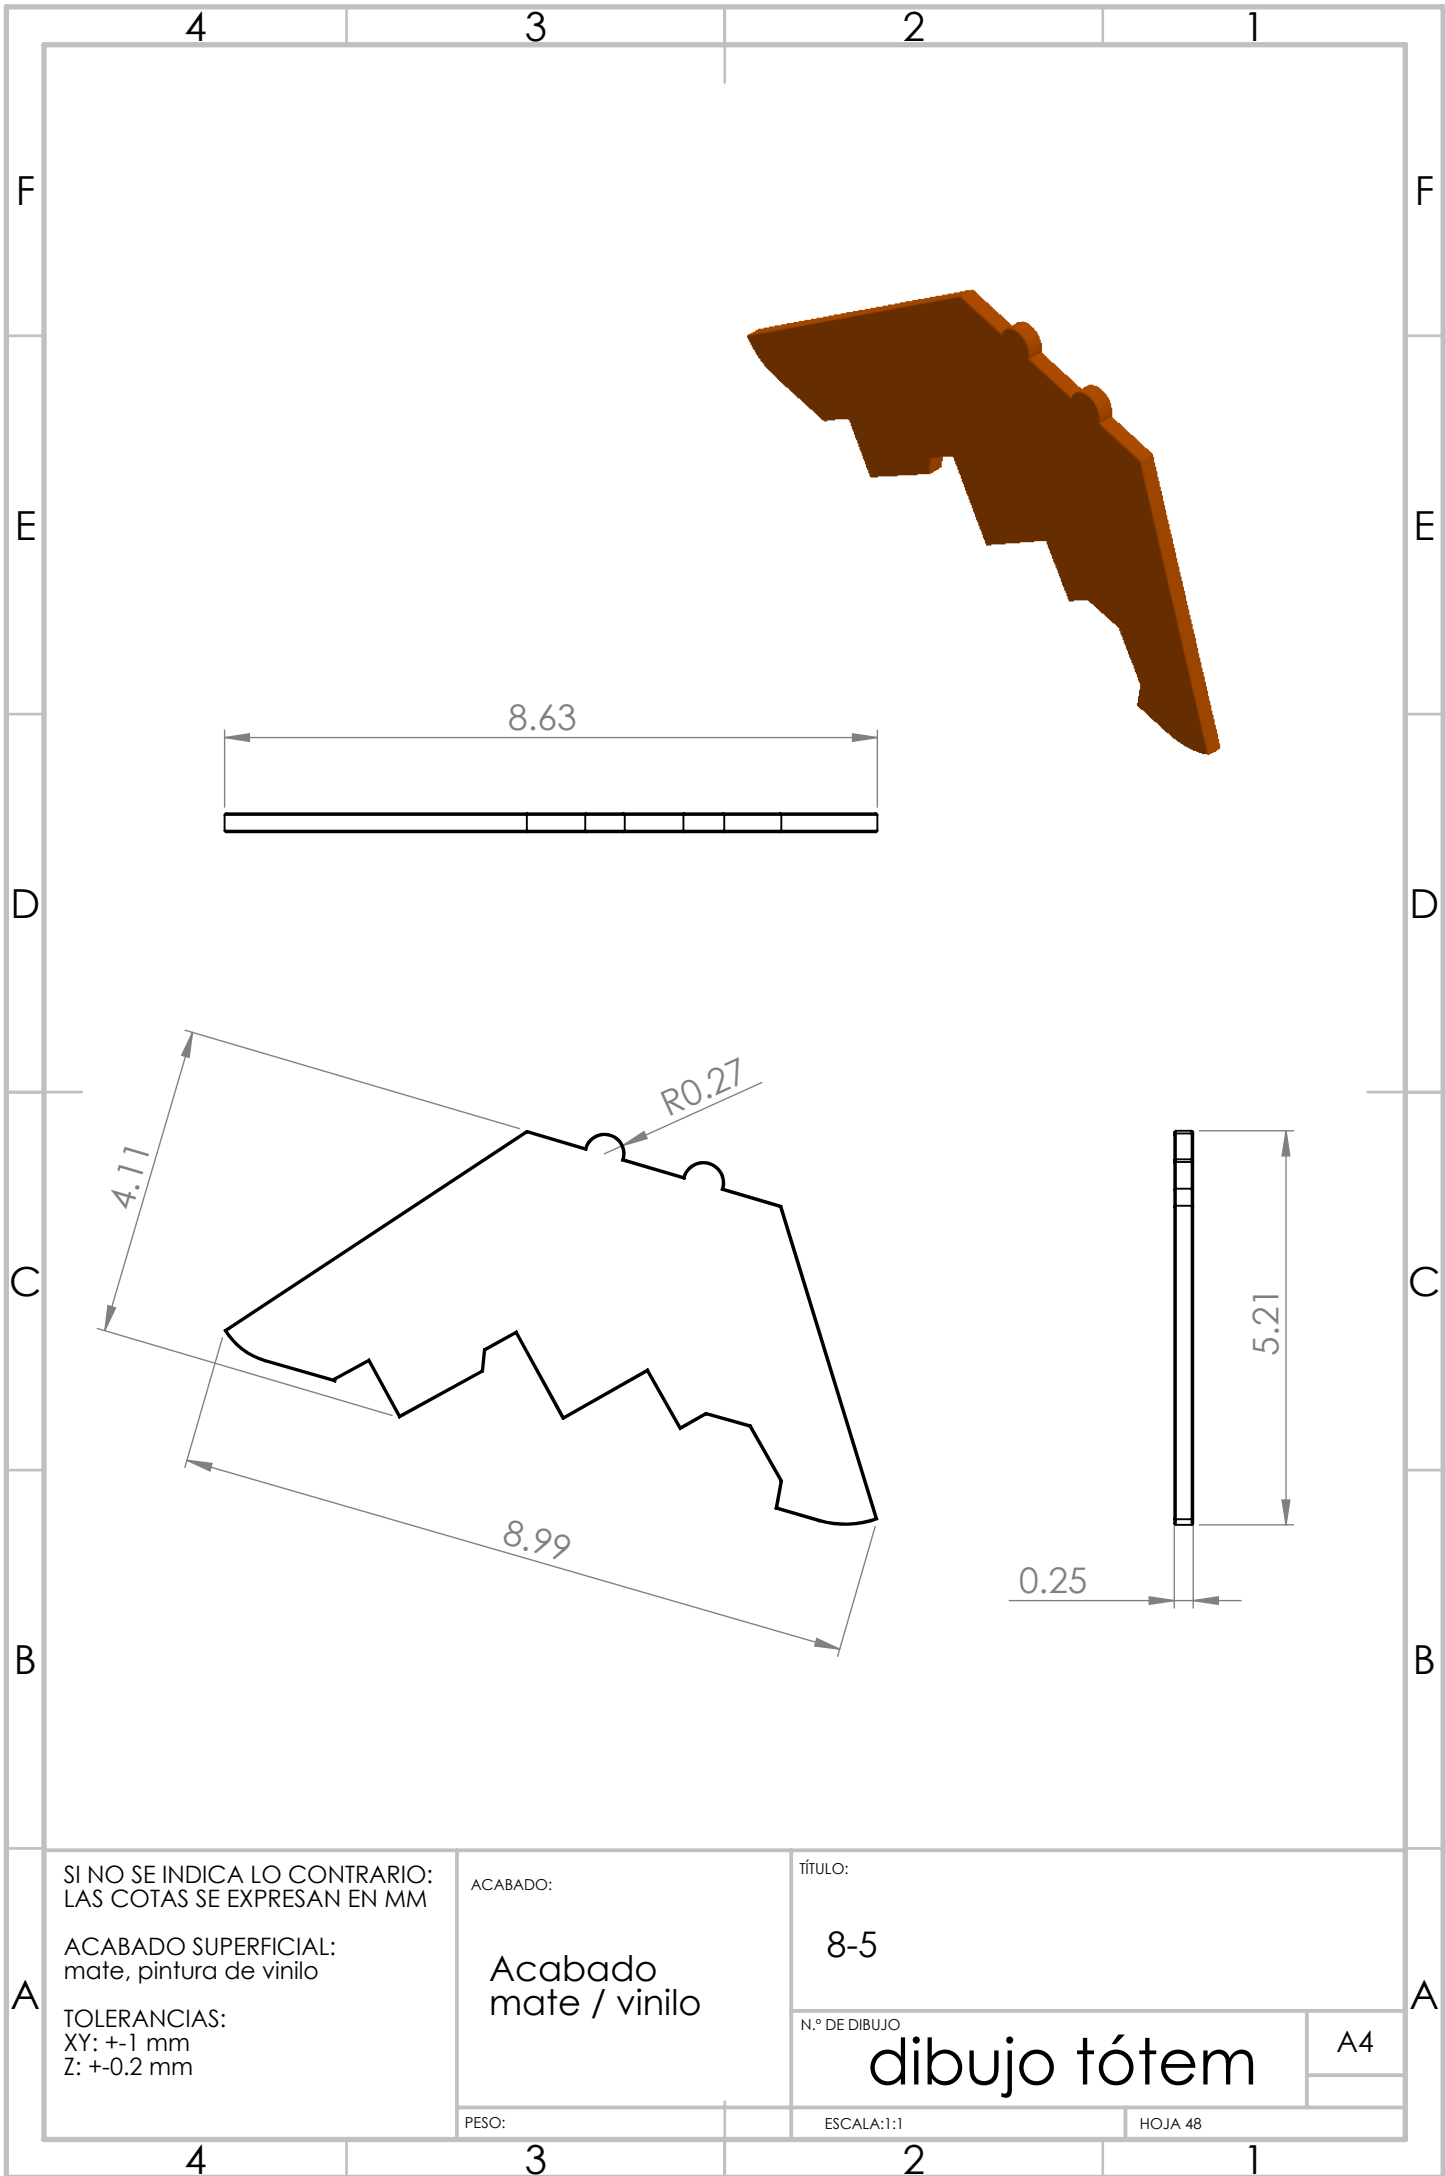 4 3 2 1
F F
E E
8.63
D D
R0.27
4.11
C C
5.21
8.99
0.25
B B
SI NO SE INDICA LO CONTRARIO:
LAS COTAS SE EXPRESAN EN MM
ACABADO SUPERFICIAL:
mate, pintura de vinilo
TOLERANCIAS:
XY: +-1 mm
Z: +-0.2 mm
ACABADO:
Acabado
mate / vinilo
PESO:
TÍTULO:
8-5
N.º DE DIBUJO
dibujo tótem
A4
ESCALA:1:1
HOJA 48
A A
4 3 2 1